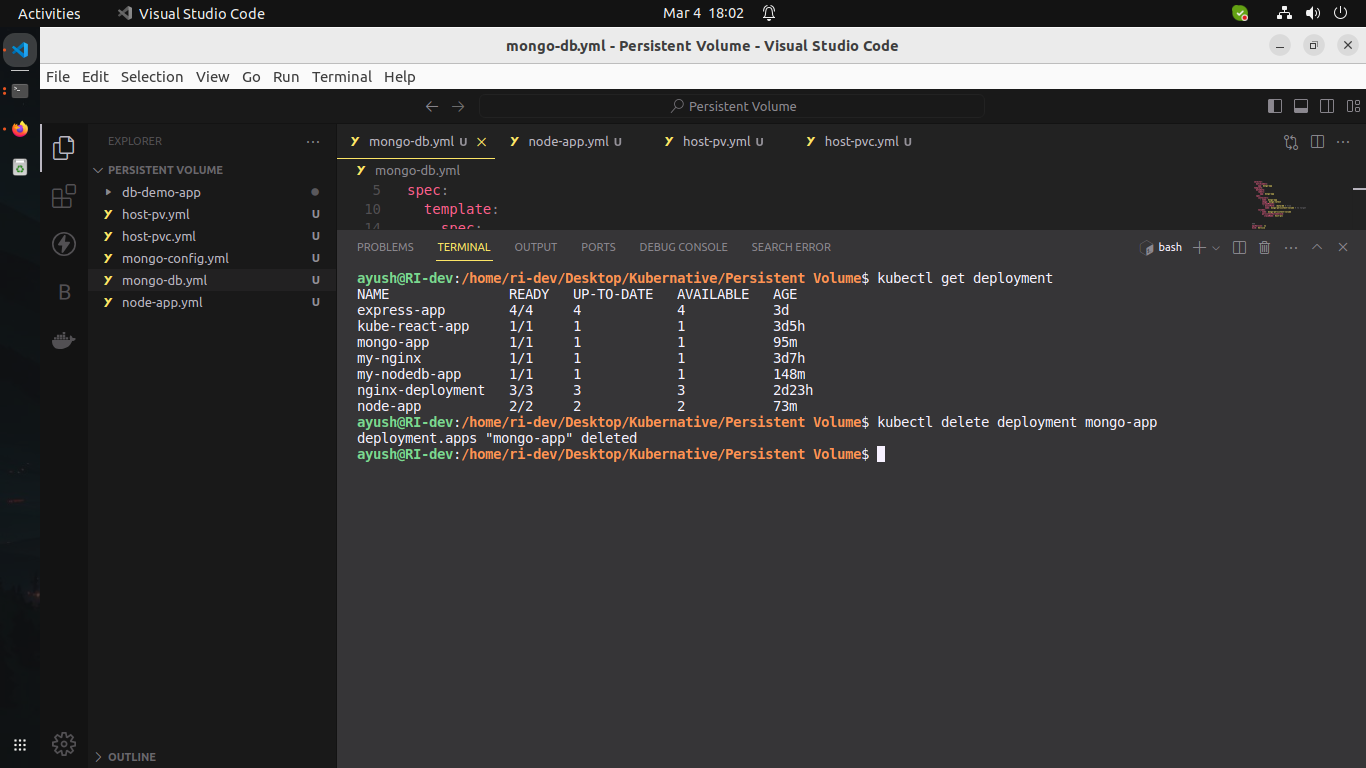 Activities Visual Studio Code Mar 4 18:02
mongo-db.yml - Persistent Volume - Visual Studio Code
File Edit Selection View Go Run Terminal Help
Persistent Volume
EXPLORER
PERSISTENT VOLUME
db-demo-app
host-pv.yml U
host-pvc.yml U
mongo-config.yml U
mongo-db.yml U
node-app.yml U
OUTLINE
mongo-db.yml U node-app.yml U host-pv.yml U host-pvc.yml U
mongo-db.yml
5 spec:
10 template:
14 spec:
PROBLEMS TERMINAL OUTPUT PORTS DEBUG CONSOLE SEARCH ERROR bash
ayush@RI-dev:/home/ri-dev/Desktop/Kubernative/Persistent Volume$ kubectl get deployment
NAME READY UP-TO-DATE AVAILABLE AGE
express-app 4/4 4 4 3d
kube-react-app 1/1 1 1 3d5h
mongo-app 1/1 1 1 95m
my-nginx 1/1 1 1 3d7h
my-nodedb-app 1/1 1 1 148m
nginx-deployment 3/3 3 3 2d23h
node-app 2/2 2 2 73m
ayush@RI-dev:/home/ri-dev/Desktop/Kubernative/Persistent Volume$ kubectl delete deployment mongo-app
deployment.apps "mongo-app" deleted
ayush@RI-dev:/home/ri-dev/Desktop/Kubernative/Persistent Volume$